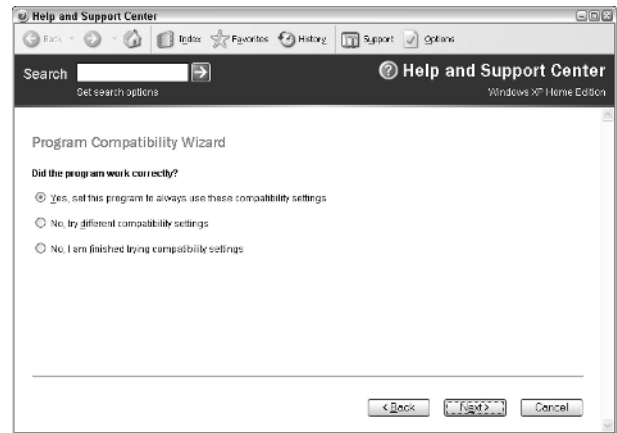 Help and Support Center
Back Index Favorites History Support Options
Search Help and Support Center
Set search options Windows XP Home Edition
Program Compatibility Wizard
Did the program work correctly?
Yes, set this program to always use these compatibility settings
No, try different compatibility settings
No, I am finished trying compatibility settings
< Back Next > Cancel